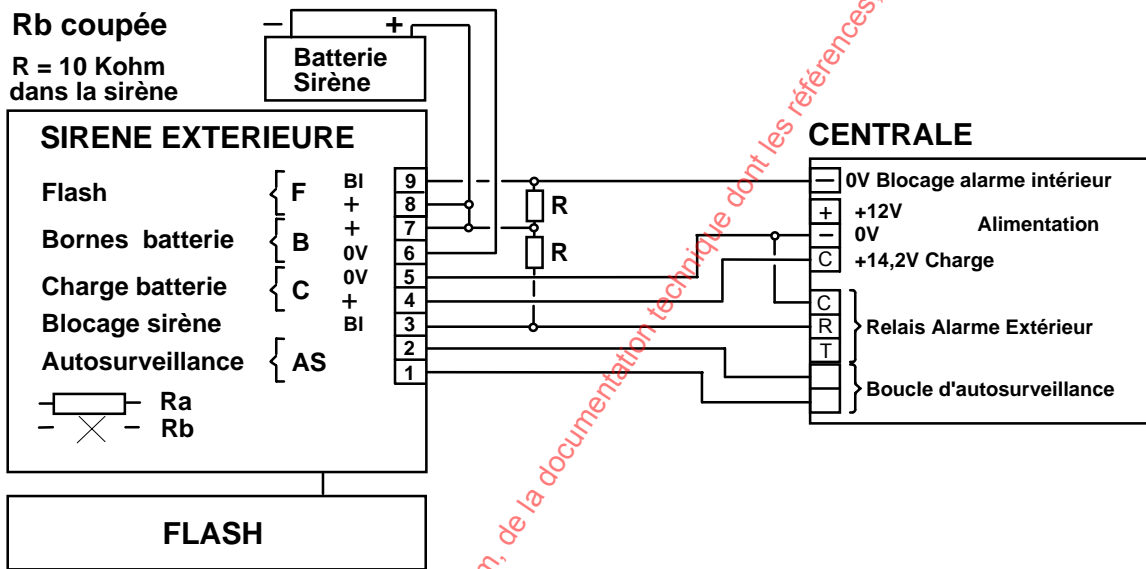 Rb coupée
R = 10 Kohm
dans la sirène
− +
Batterie
Sirène
SIRENE EXTERIEURE
Flash { F BI 9
+ 8
Bornes batterie { B + 7
0V 6
Charge batterie { C 0V 5
+ 4
Blocage sirène BI 3
Autosurveillance { AS 2
1
Ra
Rb
FLASH
R
R
CENTRALE
− 0V Blocage alarme intérieur
+ +12V
− 0V
Alimentation
C +14,2V Charge
C
R
T
Relais Alarme Extérieur
Boucle d'autosurveillance
m, de la documentation technique dont les références,